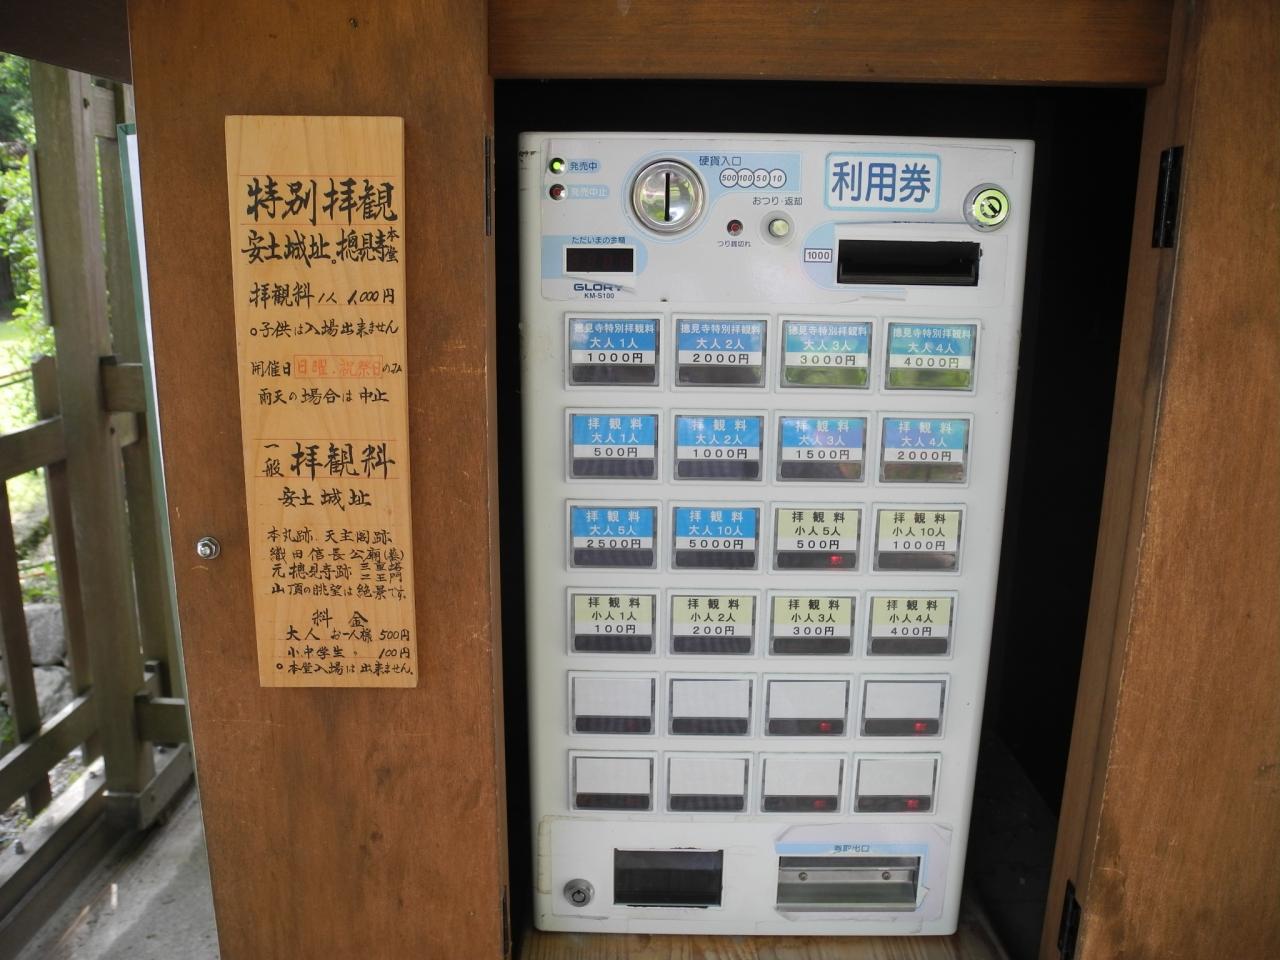 特別拝観
安土城址。摠見寺本堂
拝観料 1人 1,000円
○子供は入場出来ません
開催日 日曜.祝祭日のみ
雨天の場合は中止
一般 拝観料
安土城址
本丸跡 天主閣跡
織田信長公廟(墓)
元摠見寺跡 三重塔 二王門
山頂の眺望は絶景です。
料金
大人 お一人様 500円
小中学生 〃 100円
○本堂入場は出来ません。
発売中
発売中止
硬貨入口
500 100 50 10
利用券
おつり・返却
つり銭切れ
ただいまの金額
1000
GLORY
KM-S100
摠見寺特別拝観料 大人1人 1000円
摠見寺特別拝観料 大人2人 2000円
摠見寺特別拝観料 大人3人 3000円
摠見寺特別拝観料 大人4人 4000円
拝観料 大人1人 500円
拝観料 大人2人 1000円
拝観料 大人3人 1500円
拝観料 大人4人 2000円
拝観料 大人5人 2500円
拝観料 大人10人 5000円
拝観料 小人5人 500円
拝観料 小人10人 1000円
拝観料 小人1人 100円
拝観料 小人2人 200円
拝観料 小人3人 300円
拝観料 小人4人 400円